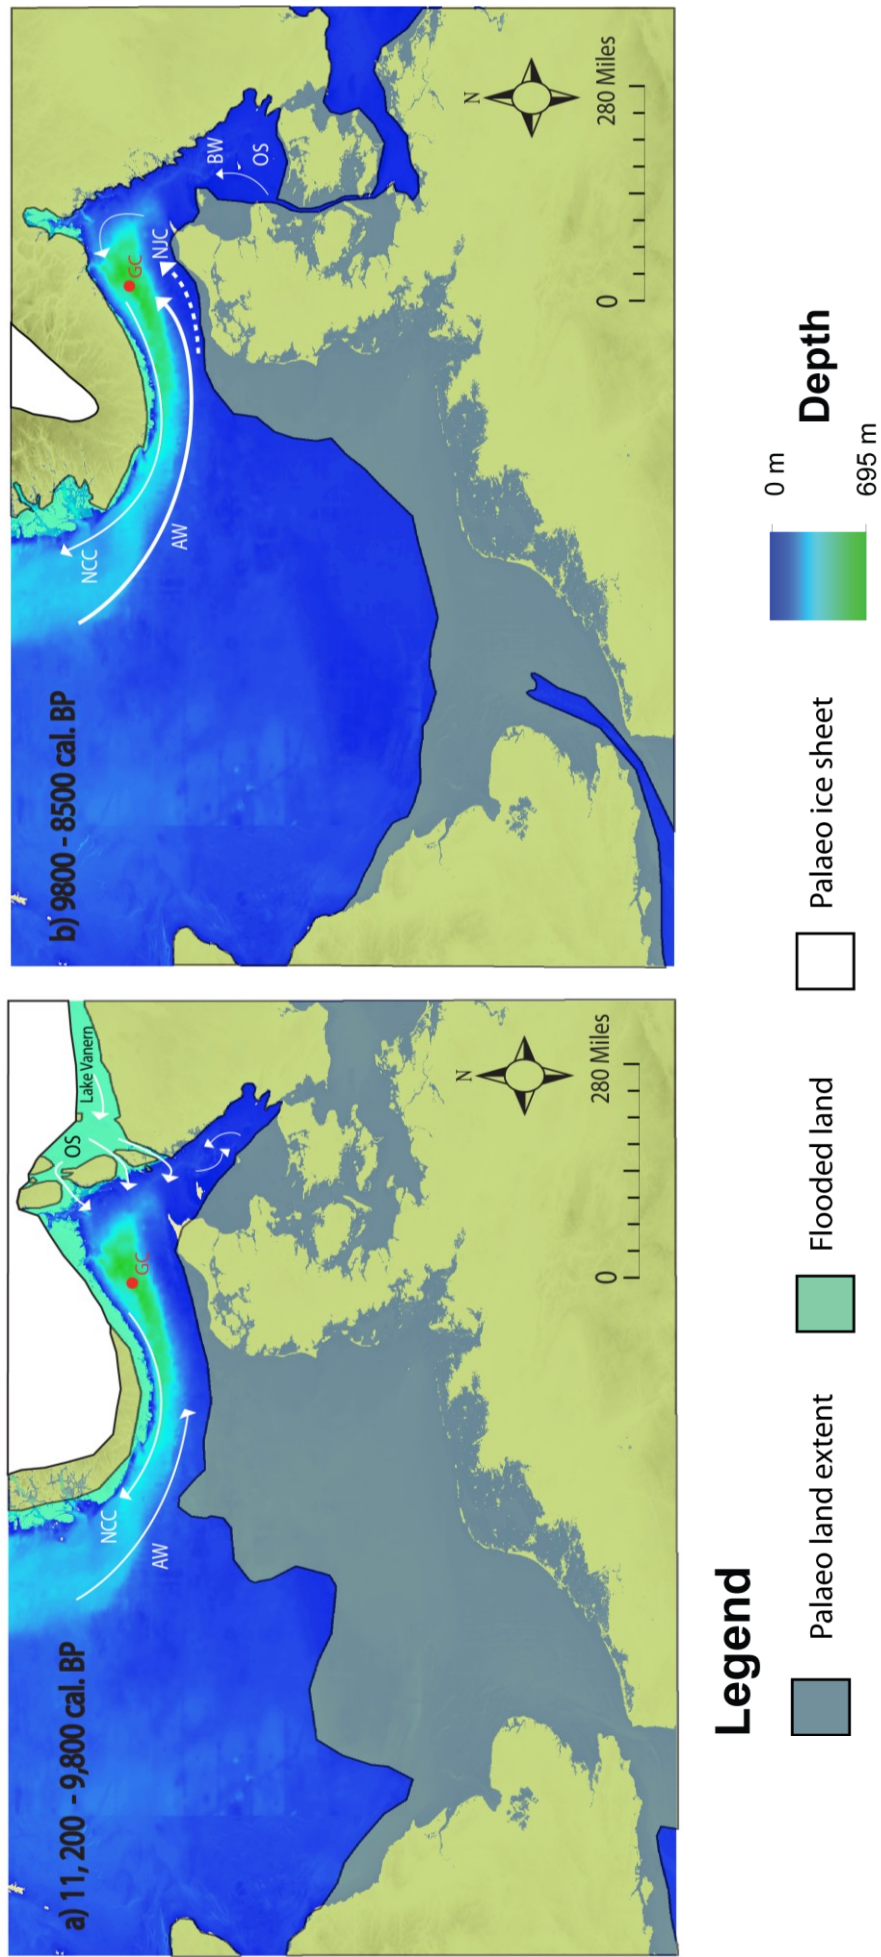 a) 11, 200 - 9,800 cal. BP
NCC
AW
GC
OS
Lake Vanern
N
0
280 Miles
b) 9800 - 8500 cal. BP
NCC
AW
GC
NJC
BW
OS
N
0
280 Miles
Legend
Palaeo land extent
Flooded land
Palaeo ice sheet
0 m
695 m
Depth